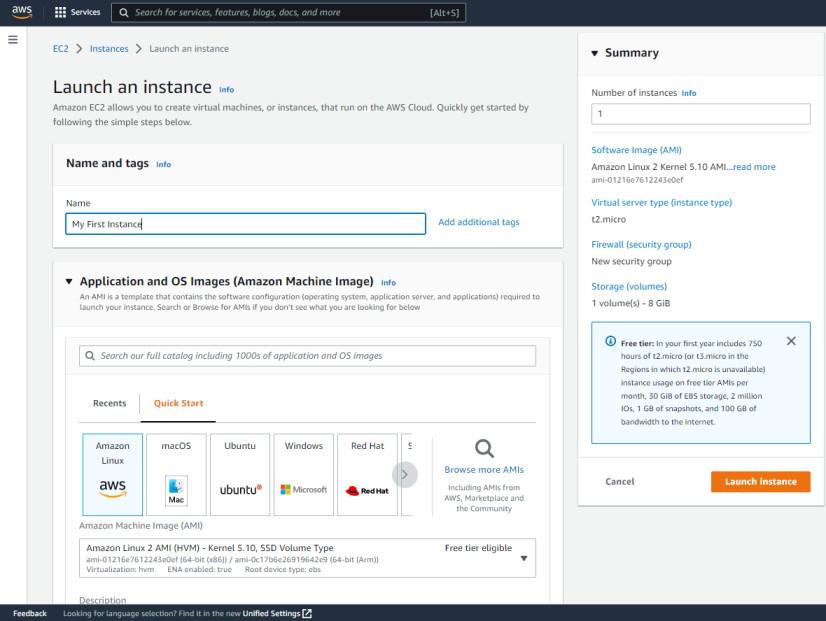 aws
Services
Search for services, features, blogs, docs, and more
[Alt+S]
EC2
Instances
Launch an instance
Launch an instance Info
Amazon EC2 allows you to create virtual machines, or instances, that run on the AWS Cloud. Quickly get started by
following the simple steps below.
Name and tags Info
Name
My First Instance
Add additional tags
Application and OS Images (Amazon Machine Image) Info
An AMI is a template that contains the software configuration (operating system, application server, and applications) required to
launch your instance. Search or Browse for AMIs if you don't see what you are looking for below
Search our full catalog including 1000s of application and OS images
Recents
Quick Start
Amazon
Linux
aws
macOS
Mac
Ubuntu
ubuntu
Windows
Microsoft
Red Hat
Red Hat
S
Browse more AMIs
Including AMIs from
AWS, Marketplace and
the Community
Amazon Machine Image (AMI)
Amazon Linux 2 AMI (HVM) - Kernel 5.10, SSD Volume Type
Free tier eligible
ami-01216e7612243e0ef (64-bit (x86)) / ami-0c17b6e26919642e9 (64-bit (Arm))
Virtualization: hvm ENA enabled: true Root device type: ebs
Description
Summary
Number of instances Info
1
Software Image (AMI)
Amazon Linux 2 Kernel 5.10 AMI...read more
ami-01216e7612243e0ef
Virtual server type (instance type)
t2.micro
Firewall (security group)
New security group
Storage (volumes)
1 volume(s) - 8 GiB
Free tier: In your first year includes 750
hours of t2.micro (or t3.micro in the
Regions in which t2.micro is unavailable)
instance usage on free tier AMIs per
month, 30 GiB of EBS storage, 2 million
IOs, 1 GB of snapshots, and 100 GB of
bandwidth to the internet.
Cancel
Launch instance
Feedback
Looking for language selection? Find it in the new Unified Settings